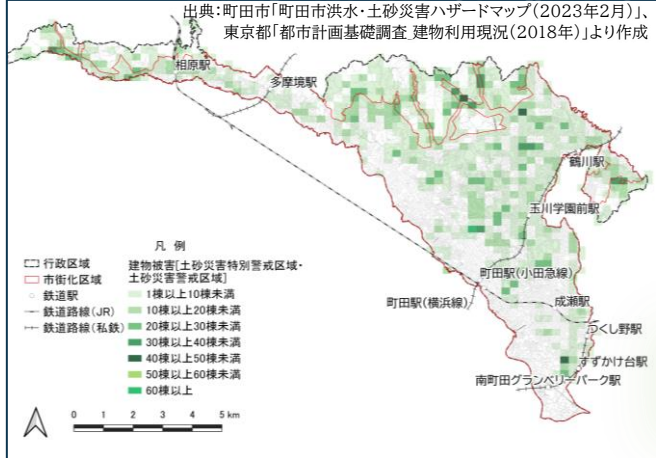 出典：町田市「町田市洪水・土砂災害ハザードマップ（2023年2月）」、
東京都「都市計画基礎調査_建物利用現況（2018年）」より作成
相原駅
多摩境駅
鶴川駅
玉川学園前駅
町田駅（小田急線）
町田駅（横浜線）
成瀬駅
つくし野駅
すずかけ台駅
南町田グランベリーパーク駅
凡 例
行政区域
市街化区域
鉄道駅
鉄道路線（JR）
鉄道路線（私鉄）
建物被害［土砂災害特別警戒区域・
土砂災害警戒区域］
1棟以上10棟未満
10棟以上20棟未満
20棟以上30棟未満
30棟以上40棟未満
40棟以上50棟未満
50棟以上60棟未満
60棟以上
0 1 2 3 4 5 km